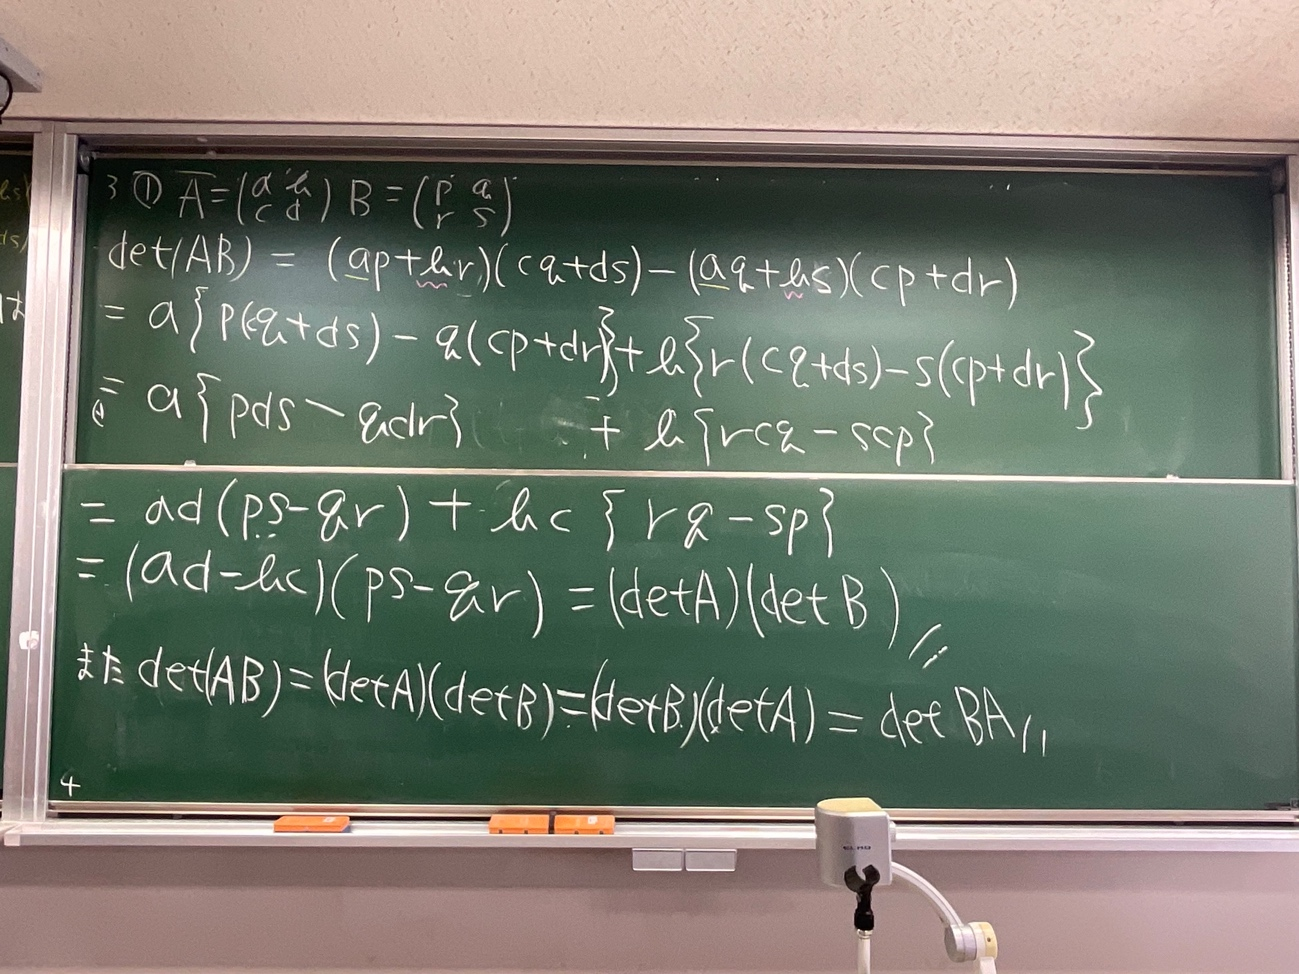 3 ① A = (a b c d) B = (p q r s)
det(AB) = (ap+br)(cq+ds) - (aq+bs)(cp+dr)
= a{p(cq+ds) - q(cp+dr)} + b{r(cq+ds) - s(cp+dr)}
= a{pds - qdr} + b{rcq - scp}
= ad(ps-qr) + bc{rq-sp}
= (ad-bc)(ps-qr) = (detA)(detB)
また det(AB) = (detA)(detB) = (detB)(detA) = det BA
4